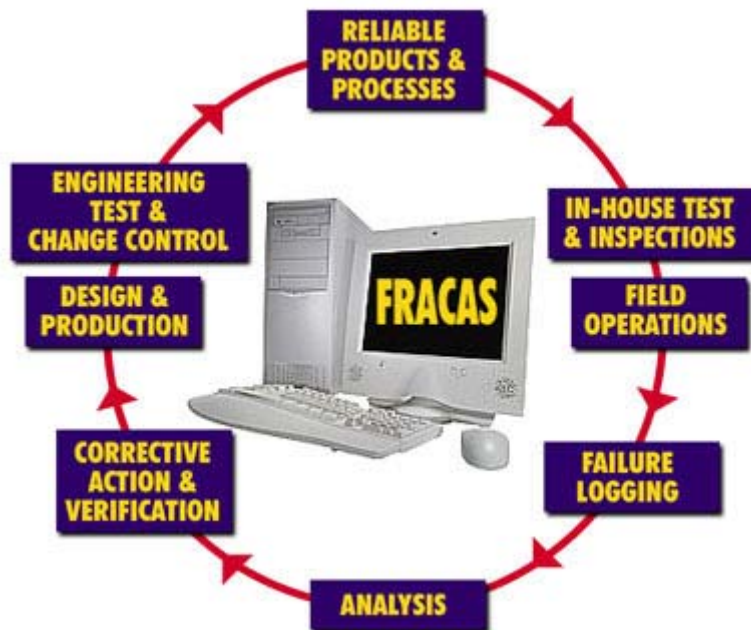 RELIABLE
PRODUCTS &
PROCESSES
IN-HOUSE TEST
& INSPECTIONS
FIELD
OPERATIONS
FAILURE
LOGGING
ANALYSIS
CORRECTIVE
ACTION &
VERIFICATION
DESIGN &
PRODUCTION
ENGINEERING
TEST &
CHANGE CONTROL
FRACAS